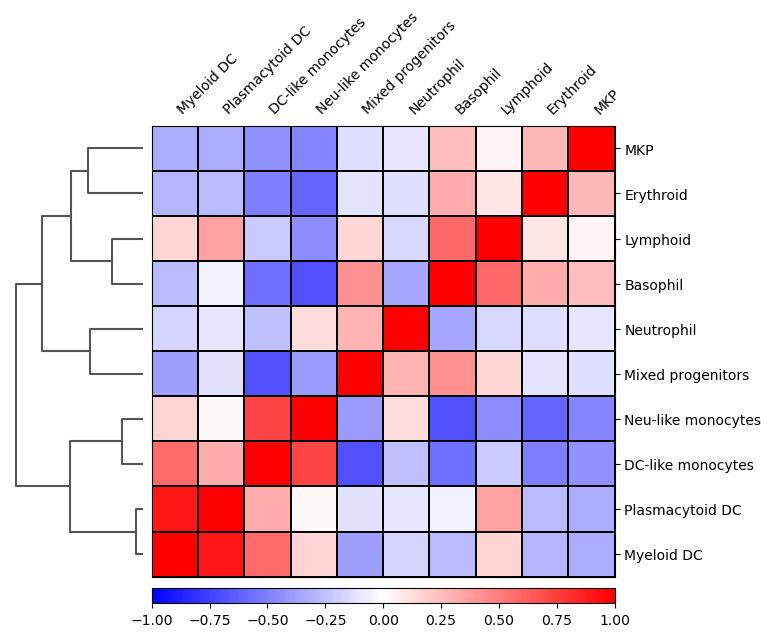 Myeloid DC
Plasmacytoid DC
DC-like monocytes
Neu-like monocytes
Mixed progenitors
Neutrophil
Basophil
Lymphoid
Erythroid
MKP
MKP
Erythroid
Lymphoid
Basophil
Neutrophil
Mixed progenitors
Neu-like monocytes
DC-like monocytes
Plasmacytoid DC
Myeloid DC
−1.00 −0.75 −0.50 −0.25 0.00 0.25 0.50 0.75 1.00